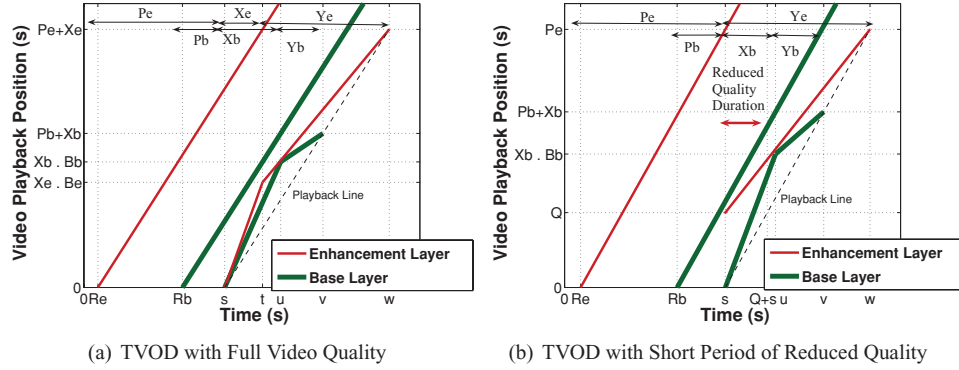 Pe Xe Ye
Pb Xb Yb
Video Playback Position (s)
Pe+Xe
Pb+Xb
Xb . Bb
Xe . Be
0
Playback Line
Enhancement Layer
Base Layer
0 Re Rb s t u v w
Time (s)
(a) TVOD with Full Video Quality
Pe Ye
Pb Xb Yb
Reduced
Quality
Duration
Video Playback Position (s)
Pe
Pb+Xb
Xb . Bb
Q
0
Playback Line
Enhancement Layer
Base Layer
0 Re Rb s Q+s u v w
Time (s)
(b) TVOD with Short Period of Reduced Quality